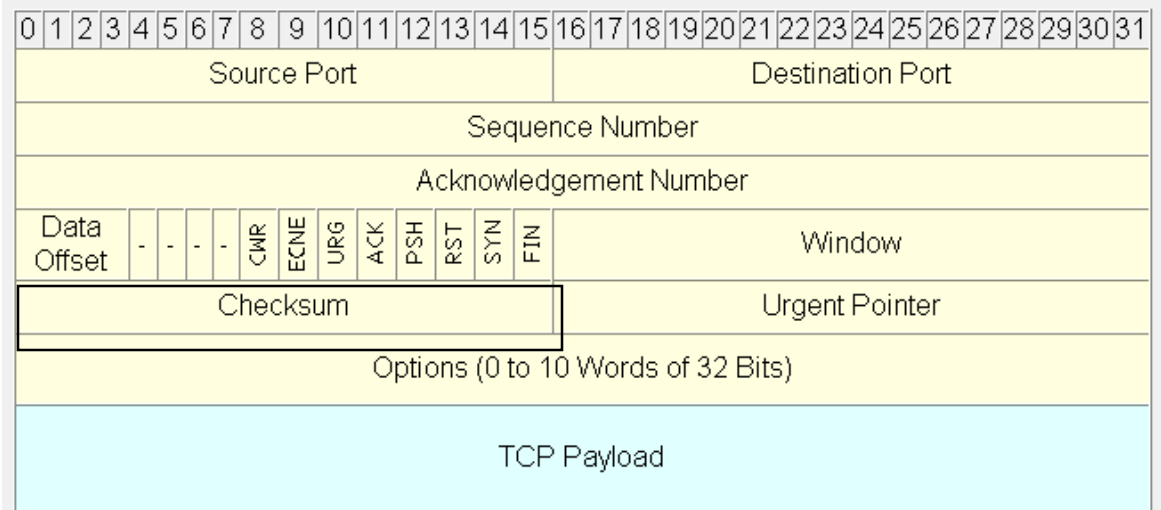 0 1 2 3 4 5 6 7 8 9 10 11 12 13 14 15 16 17 18 19 20 21 22 23 24 25 26 27 28 29 30 31
Source Port Destination Port
Sequence Number
Acknowledgement Number
Data Offset - - - - CWR ECNE URG ACK PSH RST SYN FIN Window
Checksum Urgent Pointer
Options (0 to 10 Words of 32 Bits)
TCP Payload